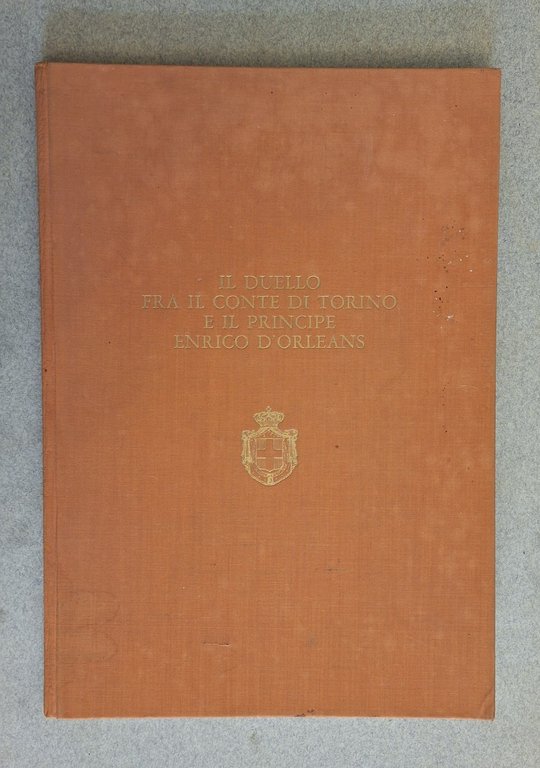 IL DUELLO
FRA IL CONTE DI TORINO
E IL PRINCIPE
ENRICO D'ORLEANS